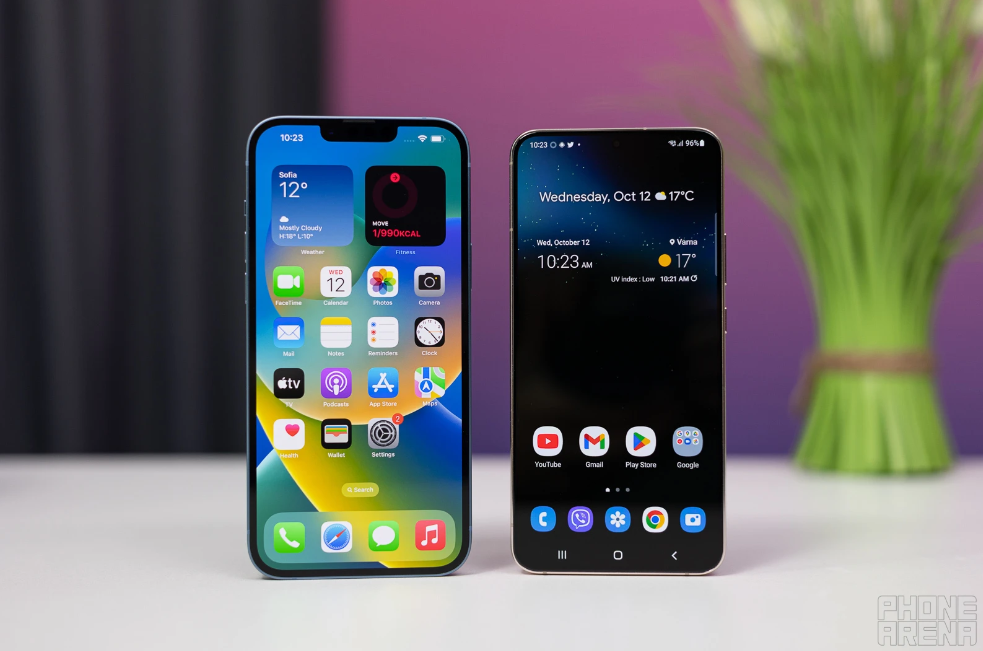 10:23
Sofia
12°
Mostly Cloudy
H:18° L:10°
Weather
MOVE
1/990KCAL
Fitness
FaceTime
WED
12
Calendar
Photos
Camera
Mail
Notes
Reminders
Clock
tv
TV
Podcasts
App Store
Maps
Health
Wallet
2
Settings
Search
10:23
96%
Wednesday, Oct 12 17°C
Wed, October 12
10:23 AM
Varna
17°
UV index : Low
10:21 AM
YouTube
Gmail
Play Store
Google
PHONE
ARENA